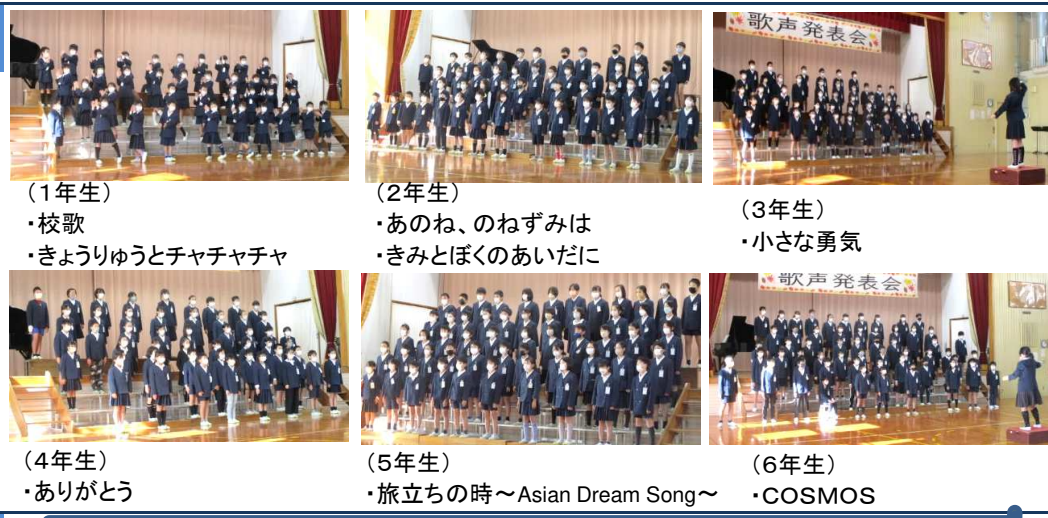 歌声発表会
(1年生)
・校歌
・きょうりゅうとチャチャチャ
(2年生)
・あのね、のねずみは
・きみとぼくのあいだに
(3年生)
・小さな勇気
歌声発表会
(4年生)
・ありがとう
(5年生)
・旅立ちの時～Asian Dream Song～
(6年生)
・COSMOS